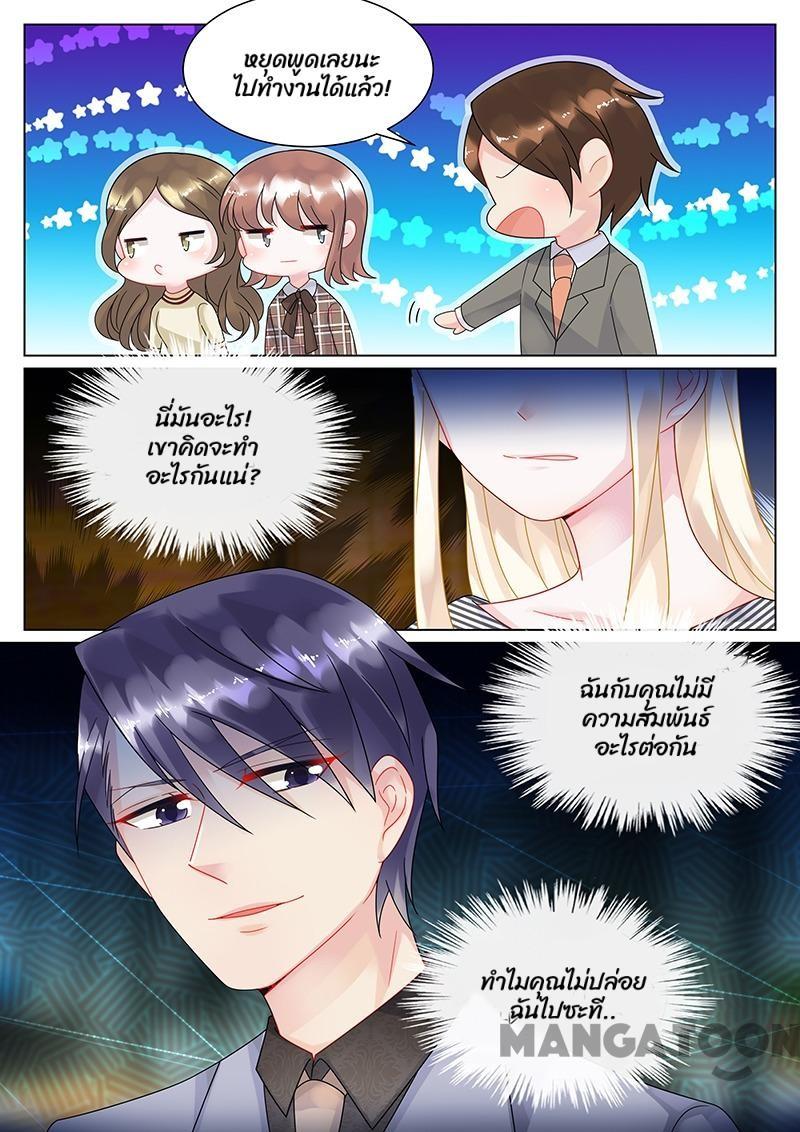 หยุดพูดเลยนะ
ไปทำงานได้แล้ว!
นี่มันอะไร!
เขาคิดจะทำ
อะไรกันแน่?
ฉันกับคุณไม่มี
ความสัมพันธ์
อะไรต่อกัน
ทำไมคุณไม่ปล่อย
ฉันไปซะที..
MANGATOON